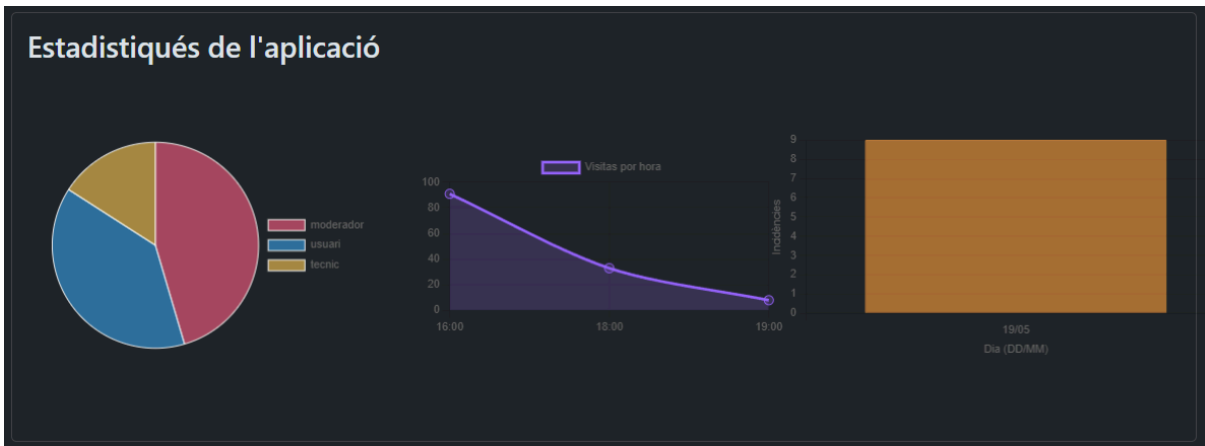 Estadistiqués de l'aplicació
moderador
usuari
tecnic
Visitas por hora
100
80
60
40
20
0
16:00
18:00
19:00
Incidències
9
8
7
6
5
4
3
2
1
0
19/05
Dia (DD/MM)